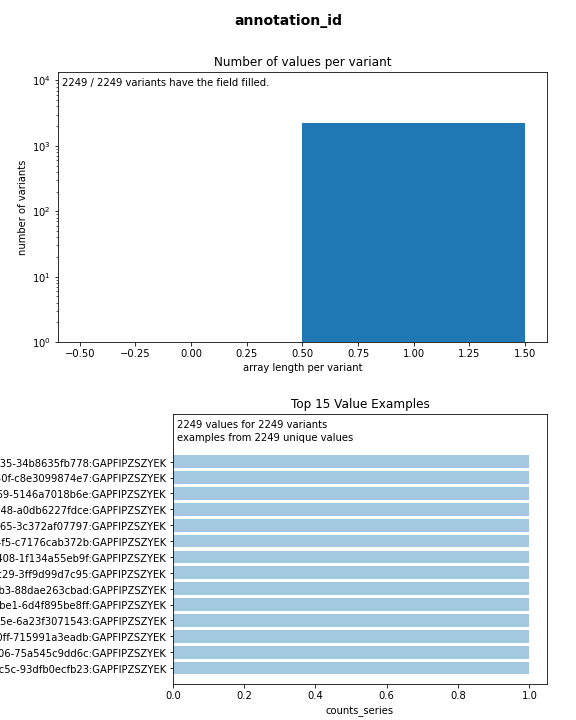 annotation_id
Number of values per variant
2249 / 2249 variants have the field filled.
10⁴
10³
10²
10¹
10⁰
number of variants
−0.50 −0.25 0.00 0.25 0.50 0.75 1.00 1.25 1.50
array length per variant
Top 15 Value Examples
2249 values for 2249 variants
examples from 2249 unique values
35-34b8635fb778:GAPFIPZSZYEK
0f-c8e3099874e7:GAPFIPZSZYEK
69-5146a7018b6e:GAPFIPZSZYEK
48-a0db6227fdce:GAPFIPZSZYEK
65-3c372af07797:GAPFIPZSZYEK
f5-c7176cab372b:GAPFIPZSZYEK
408-1f134a55eb9f:GAPFIPZSZYEK
c29-3ff9d99d7c95:GAPFIPZSZYEK
b3-88dae263cbad:GAPFIPZSZYEK
be1-6d4f895be8ff:GAPFIPZSZYEK
5e-6a23f3071543:GAPFIPZSZYEK
0ff-715991a3eadb:GAPFIPZSZYEK
06-75a545c9dd6c:GAPFIPZSZYEK
c5c-93dfb0ecfb23:GAPFIPZSZYEK
0.0 0.2 0.4 0.6 0.8 1.0
counts_series